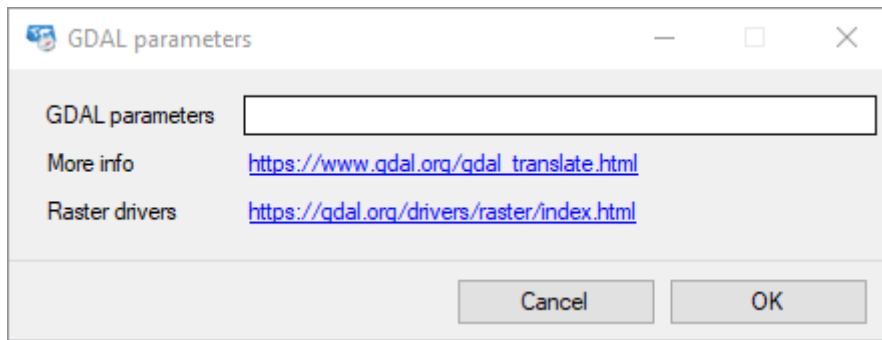 GDAL parameters
GDAL parameters
More info https://www.gdal.org/gdal_translate.html
Raster drivers https://gdal.org/drivers/raster/index.html
Cancel OK